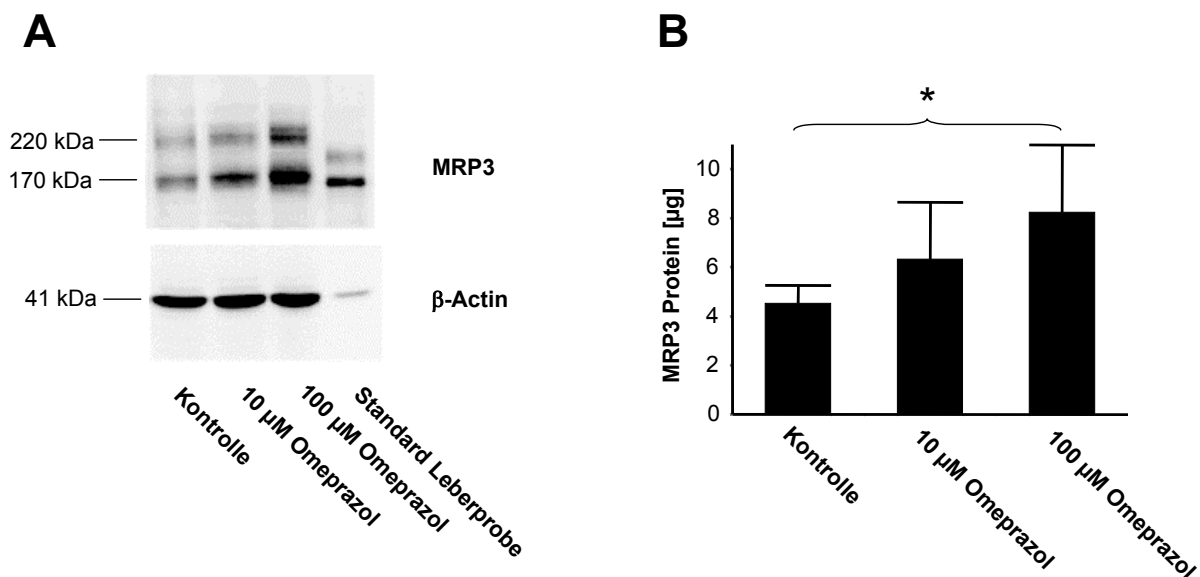 A
220 kDa
170 kDa
MRP3
41 kDa
β-Actin
Kontrolle
10 µM Omeprazol
100 µM Omeprazol
Standard Leberprobe
B
*
MRP3 Protein [µg]
10
8
6
4
2
0
Kontrolle
10 µM Omeprazol
100 µM Omeprazol